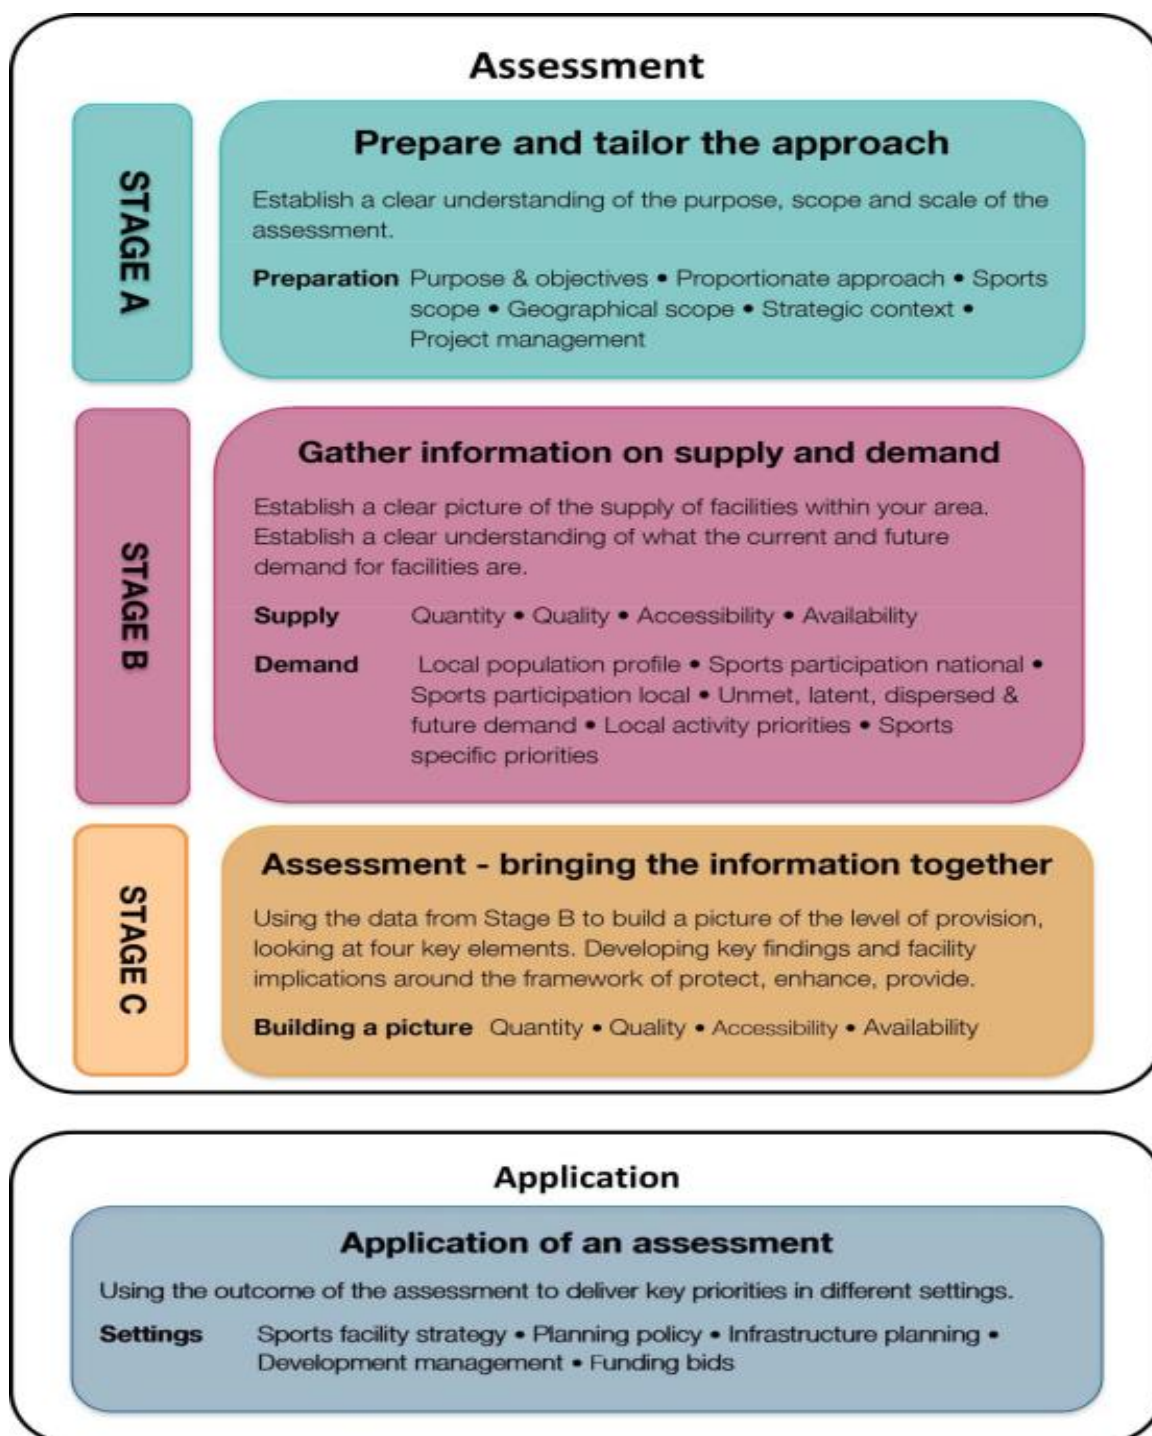 Assessment
STAGE A
Prepare and tailor the approach
Establish a clear understanding of the purpose, scope and scale of the
assessment.
Preparation Purpose & objectives • Proportionate approach • Sports
scope • Geographical scope • Strategic context •
Project management
STAGE B
Gather information on supply and demand
Establish a clear picture of the supply of facilities within your area.
Establish a clear understanding of what the current and future
demand for facilities are.
Supply Quantity • Quality • Accessibility • Availability
Demand Local population profile • Sports participation national •
Sports participation local • Unmet, latent, dispersed &
future demand • Local activity priorities • Sports
specific priorities
STAGE C
Assessment - bringing the information together
Using the data from Stage B to build a picture of the level of provision,
looking at four key elements. Developing key findings and facility
implications around the framework of protect, enhance, provide.
Building a picture Quantity • Quality • Accessibility • Availability
Application
Application of an assessment
Using the outcome of the assessment to deliver key priorities in different settings.
Settings Sports facility strategy • Planning policy • Infrastructure planning •
Development management • Funding bids